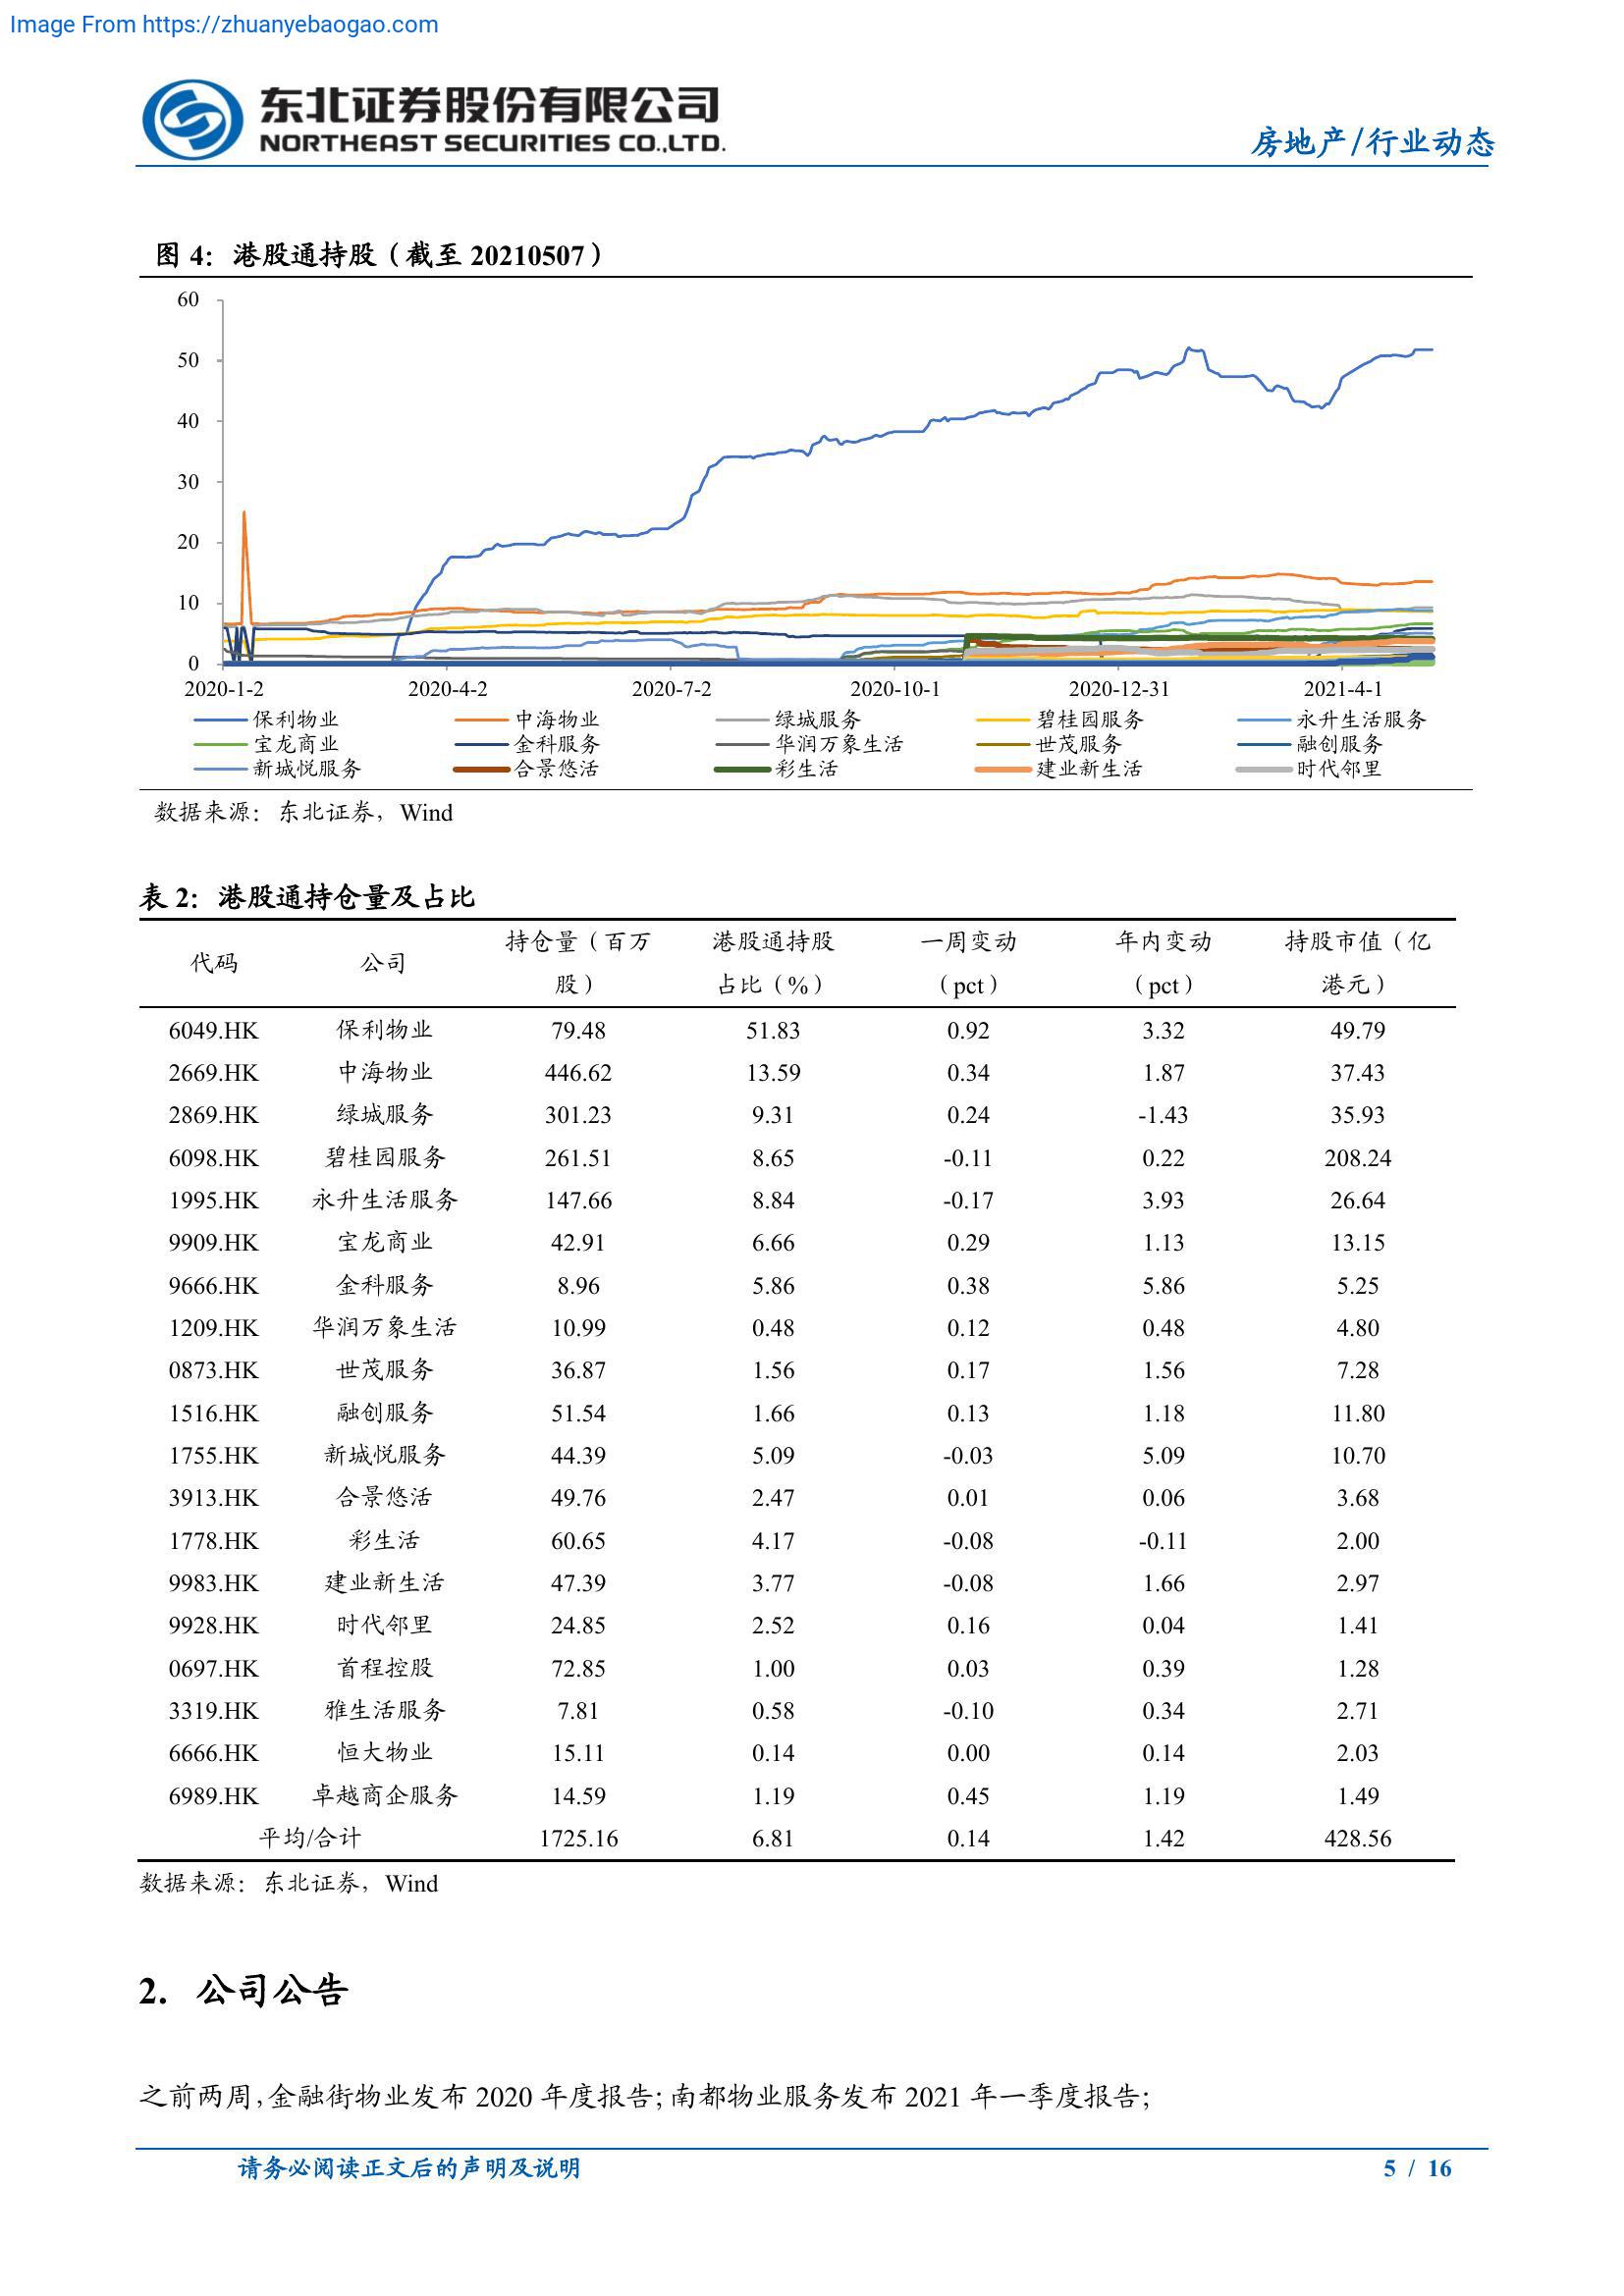 Image From https://zhuanyebaogao.com
东北证券股份有限公司
NORTHEAST SECURITIES CO.,LTD.
房地产/行业动态
图 4：港股通持股（截至 20210507）
60
50
40
30
20
10
0
2020-1-2 2020-4-2 2020-7-2 2020-10-1 2020-12-31 2021-4-1
保利物业 中海物业 绿城服务 碧桂园服务 永升生活服务
宝龙商业 金科服务 华润万象生活 世茂服务 融创服务
新城悦服务 合景悠活 彩生活 建业新生活 时代邻里
数据来源：东北证券，Wind
表 2：港股通持仓量及占比
代码 公司 持仓量（百万股） 港股通持股占比（%） 一周变动（pct） 年内变动（pct） 持股市值（亿港元）
6049.HK 保利物业 79.48 51.83 0.92 3.32 49.79
2669.HK 中海物业 446.62 13.59 0.34 1.87 37.43
2869.HK 绿城服务 301.23 9.31 0.24 -1.43 35.93
6098.HK 碧桂园服务 261.51 8.65 -0.11 0.22 208.24
1995.HK 永升生活服务 147.66 8.84 -0.17 3.93 26.64
9909.HK 宝龙商业 42.91 6.66 0.29 1.13 13.15
9666.HK 金科服务 8.96 5.86 0.38 5.86 5.25
1209.HK 华润万象生活 10.99 0.48 0.12 0.48 4.80
0873.HK 世茂服务 36.87 1.56 0.17 1.56 7.28
1516.HK 融创服务 51.54 1.66 0.13 1.18 11.80
1755.HK 新城悦服务 44.39 5.09 -0.03 5.09 10.70
3913.HK 合景悠活 49.76 2.47 0.01 0.06 3.68
1778.HK 彩生活 60.65 4.17 -0.08 -0.11 2.00
9983.HK 建业新生活 47.39 3.77 -0.08 1.66 2.97
9928.HK 时代邻里 24.85 2.52 0.16 0.04 1.41
0697.HK 首程控股 72.85 1.00 0.03 0.39 1.28
3319.HK 雅生活服务 7.81 0.58 -0.10 0.34 2.71
6666.HK 恒大物业 15.11 0.14 0.00 0.14 2.03
6989.HK 卓越商企服务 14.59 1.19 0.45 1.19 1.49
平均/合计 1725.16 6.81 0.14 1.42 428.56
数据来源：东北证券，Wind
2. 公司公告
之前两周，金融街物业发布 2020 年度报告；南都物业服务发布 2021 年一季度报告；
请务必阅读正文后的声明及说明
5 / 16